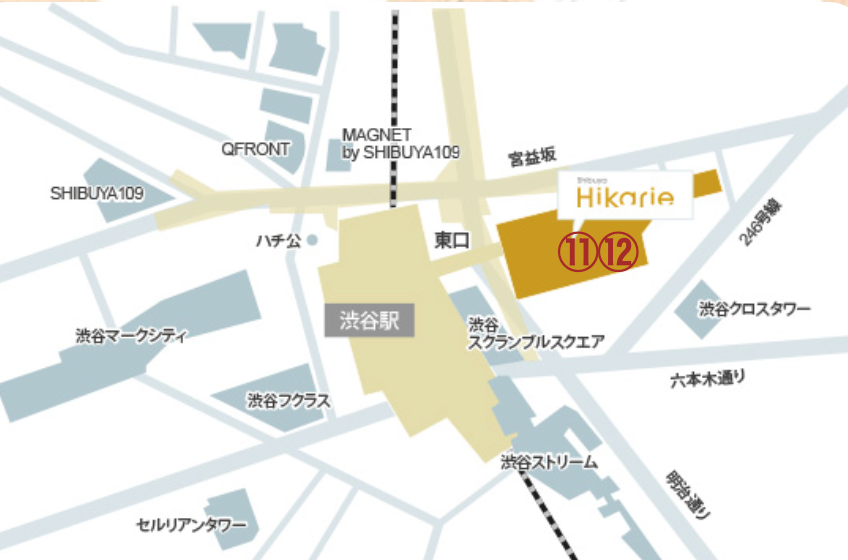 QFRONT
MAGNET
by SHIBUYA109
宮益坂
SHIBUYA109
Shibuya
Hikarie
ハチ公
東口
⑪⑫
246号線
渋谷駅
渋谷
スクランブルスクエア
渋谷クロスタワー
渋谷マークシティ
六本木通り
渋谷フクラス
渋谷ストリーム
明治通り
セルリアンタワー